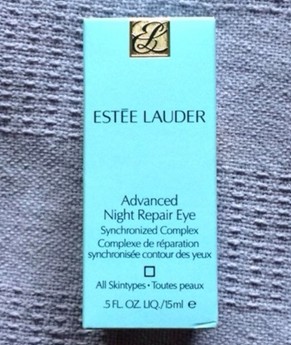 ESTĒE LAUDER
Advanced
Night Repair Eye
Synchronized Complex
Complexe de réparation
synchronisée contour des yeux
All Skintypes • Toutes peaux
.5 FL. OZ. LIQ./15ml e